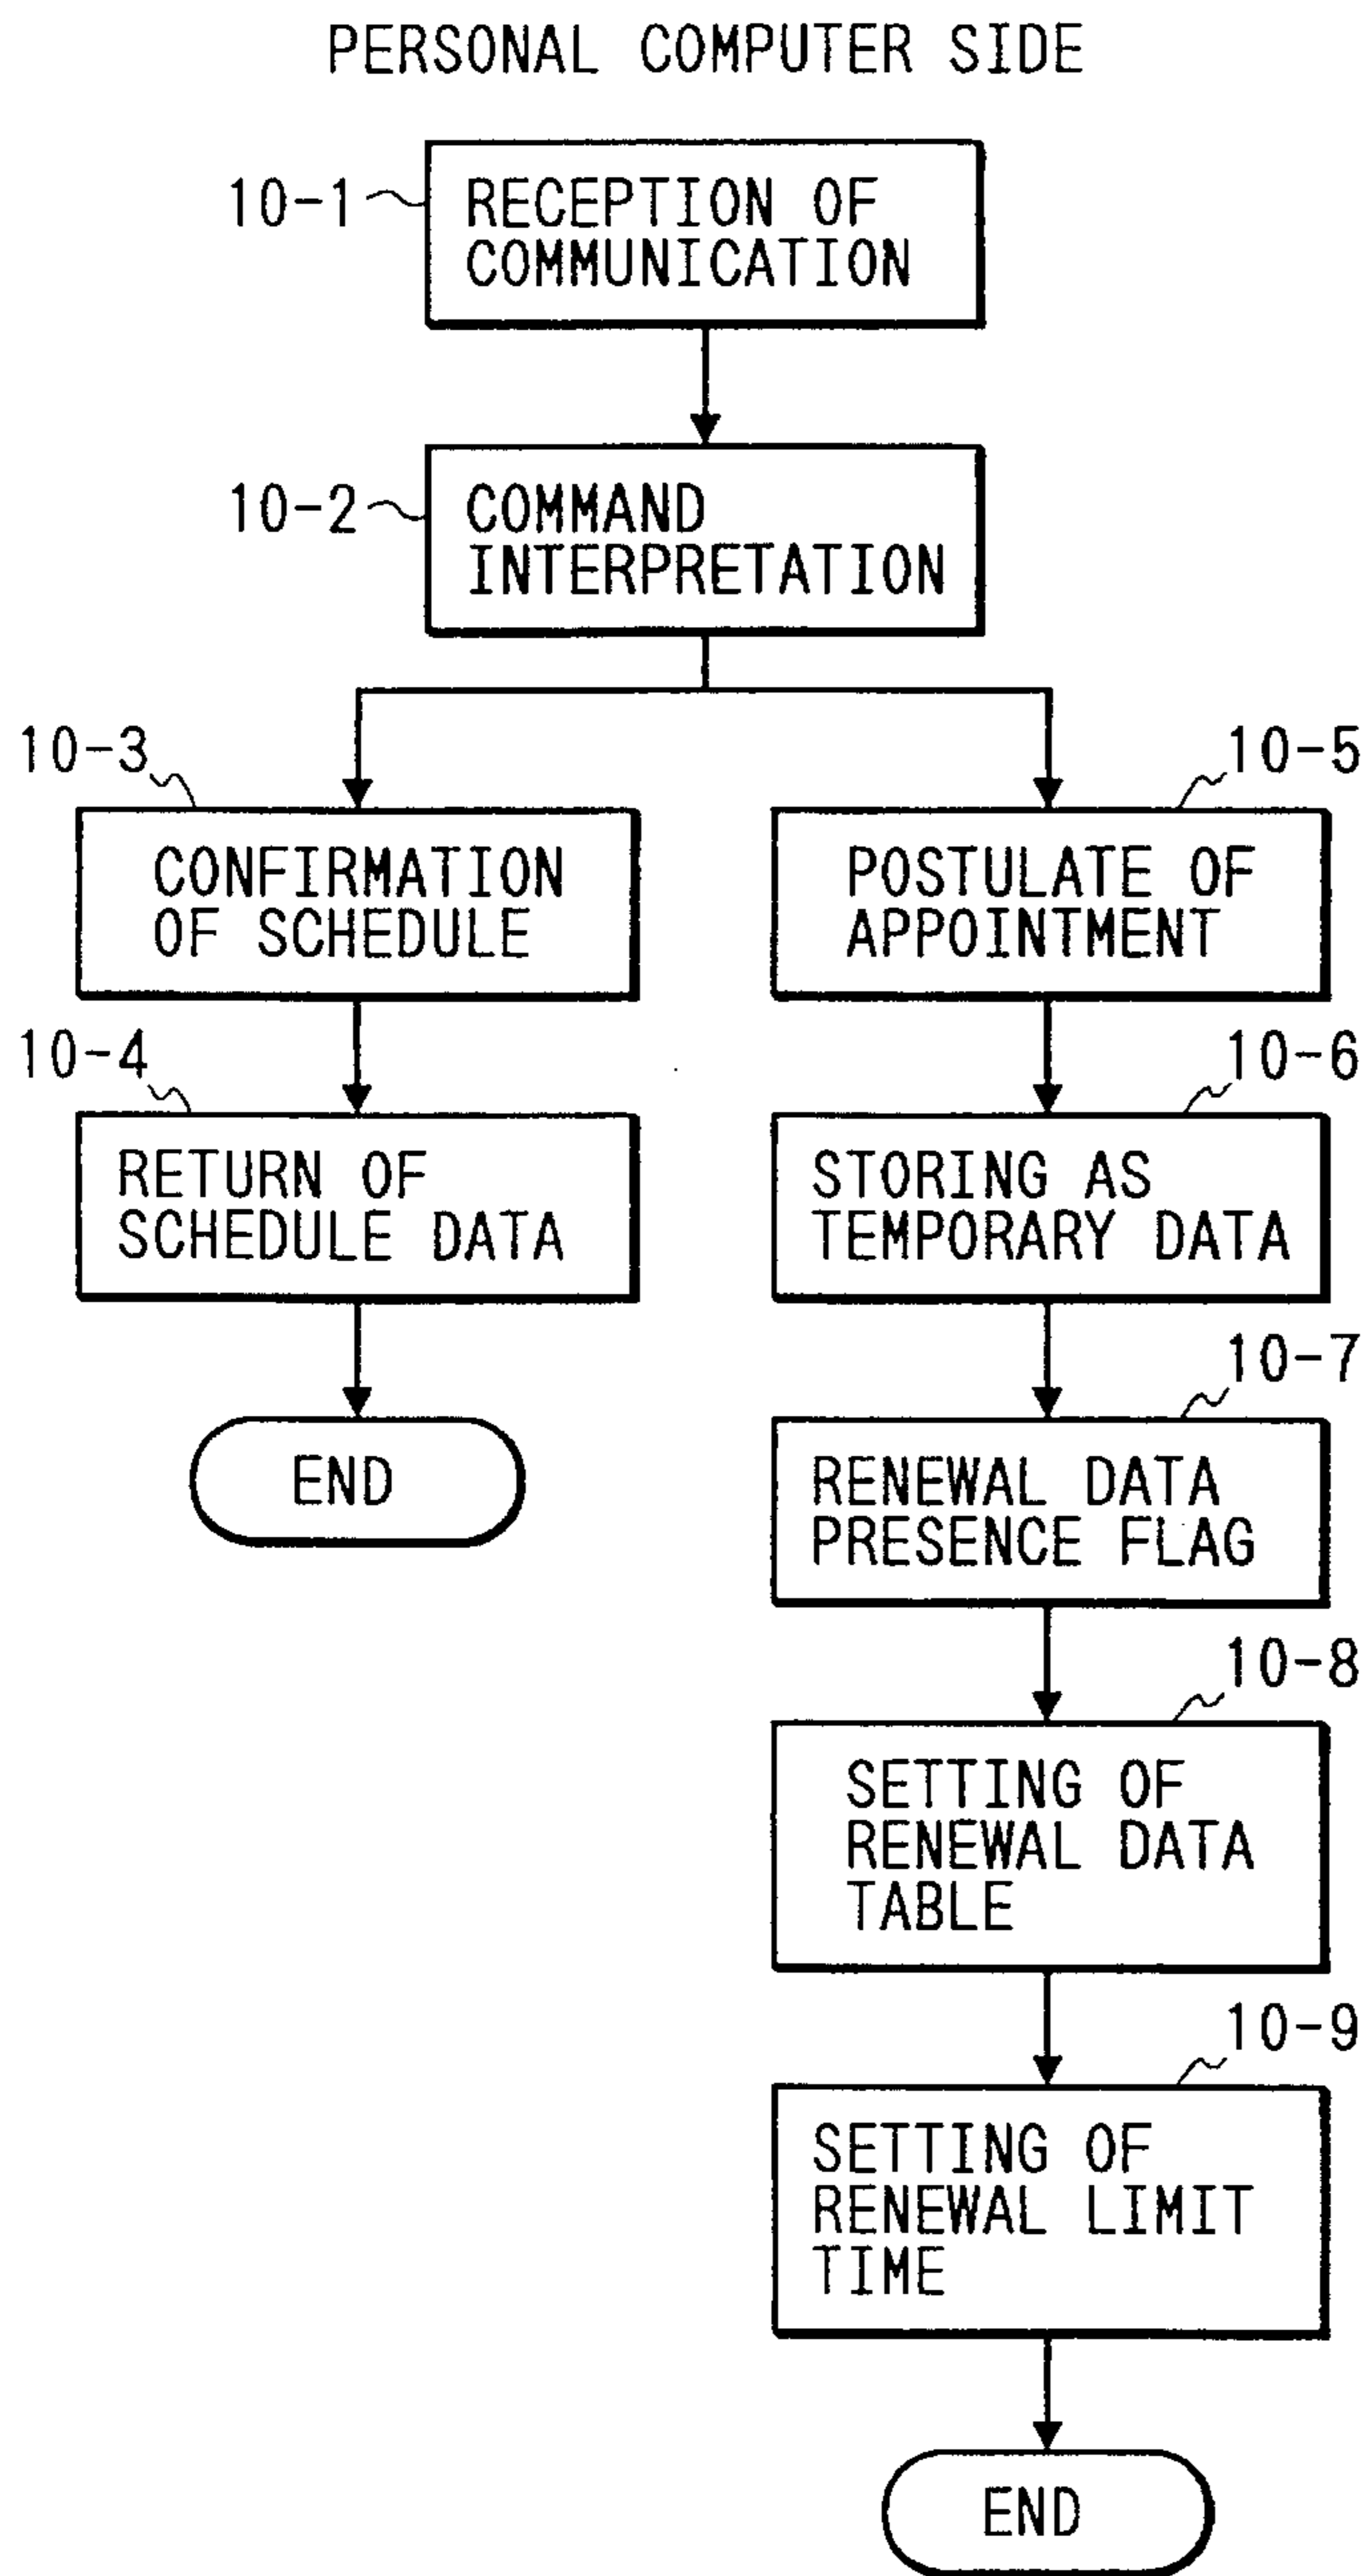 PERSONAL COMPUTER SIDE
10-1
RECEPTION OF
COMMUNICATION
10-2
COMMAND
INTERPRETATION
10-3
CONFIRMATION
OF SCHEDULE
10-4
RETURN OF
SCHEDULE DATA
END
10-5
POSTULATE OF
APPOINTMENT
10-6
STORING AS
TEMPORARY DATA
10-7
RENEWAL DATA
PRESENCE FLAG
10-8
SETTING OF
RENEWAL DATA
TABLE
10-9
SETTING OF
RENEWAL LIMIT
TIME
END